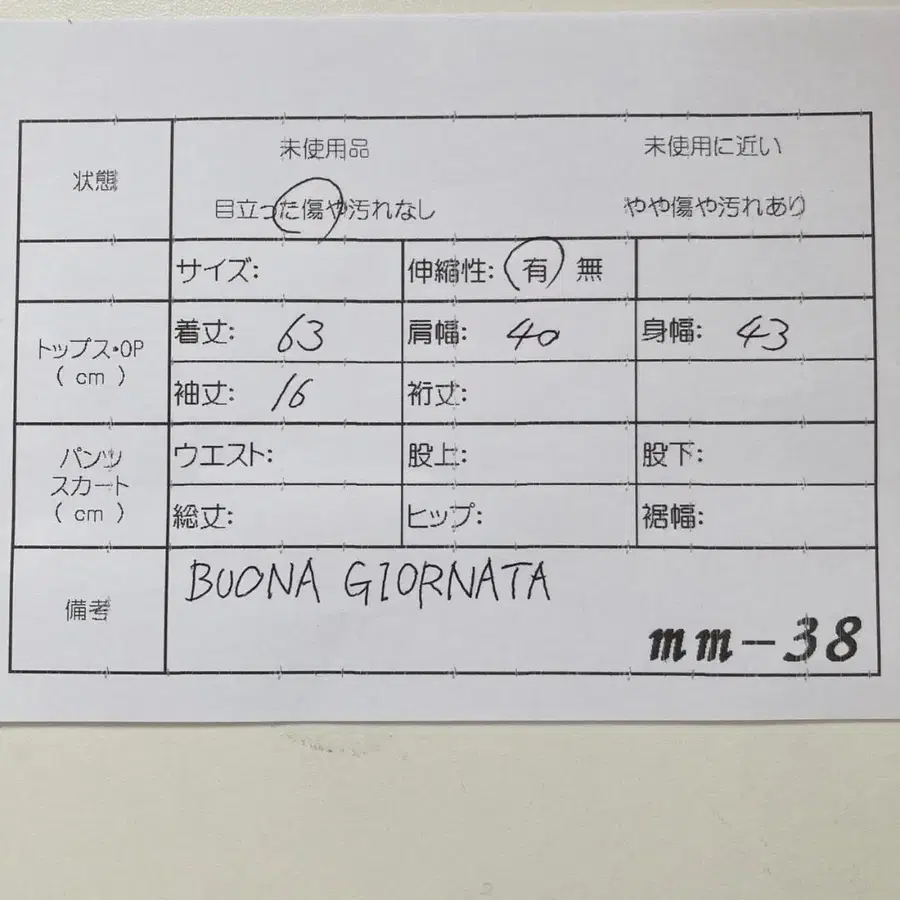 状態
未使用品 未使用に近い
目立った傷や汚れなし やや傷や汚れあり
サイズ: 伸縮性: 有 無
トップス・OP
( cm )
着丈: 63 肩幅: 40 身幅: 43
袖丈: 16 裄丈:
パンツ
スカート
( cm )
ウエスト: 股上: 股下:
総丈: ヒップ: 裾幅:
備考
BUONA GIORNATA
mm-38